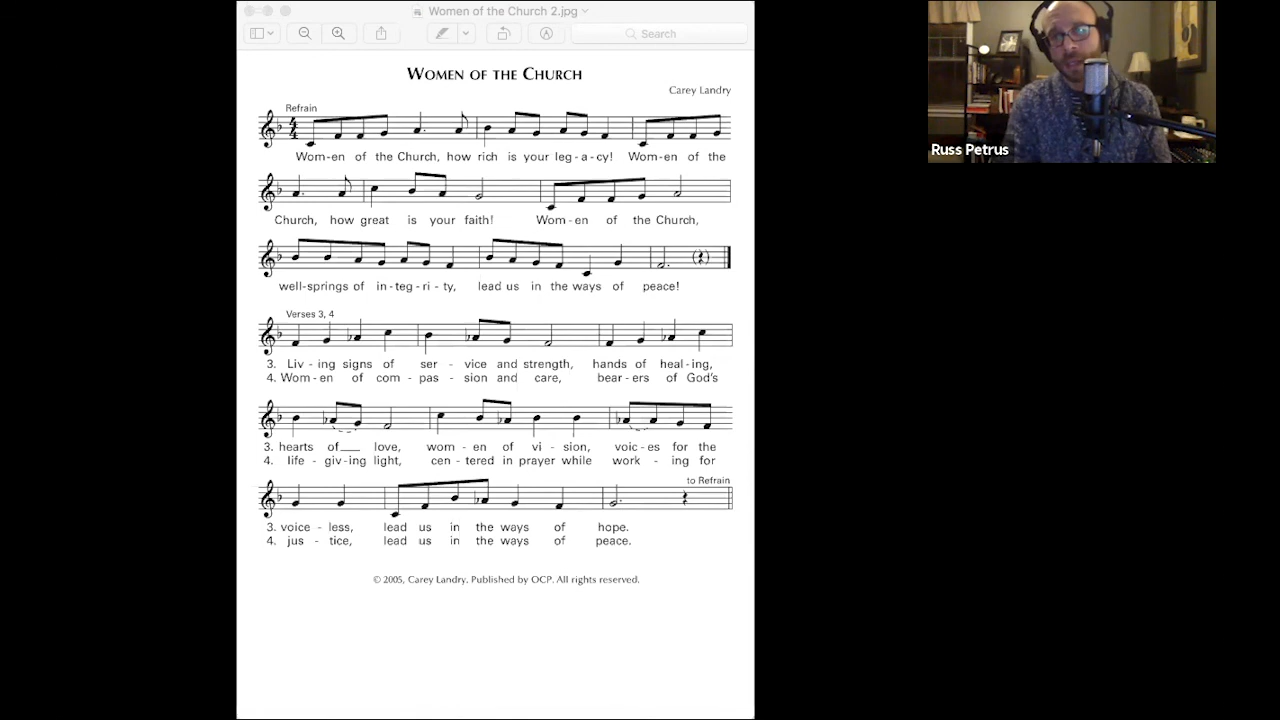 Women of the Church 2.jpg
Search
WOMEN OF THE CHURCH
Carey Landry
Refrain
Wom-en of the Church, how rich is your leg-a-cy! Wom-en of the
Church, how great is your faith! Wom-en of the Church,
well-springs of in-teg-ri-ty, lead us in the ways of peace!
Verses 3, 4
3. Liv-ing signs of ser-vice and strength, hands of heal-ing,
4. Wom-en of com-pas-sion and care, bear-ers of God's
3. hearts of___ love, wom-en of vi-sion, voic-es for the
4. life-giv-ing light, cen-tered in prayer while work-ing for
to Refrain
3. voice-less, lead us in the ways of hope.
4. jus-tice, lead us in the ways of peace.
© 2005, Carey Landry. Published by OCP. All rights reserved.
Russ Petrus